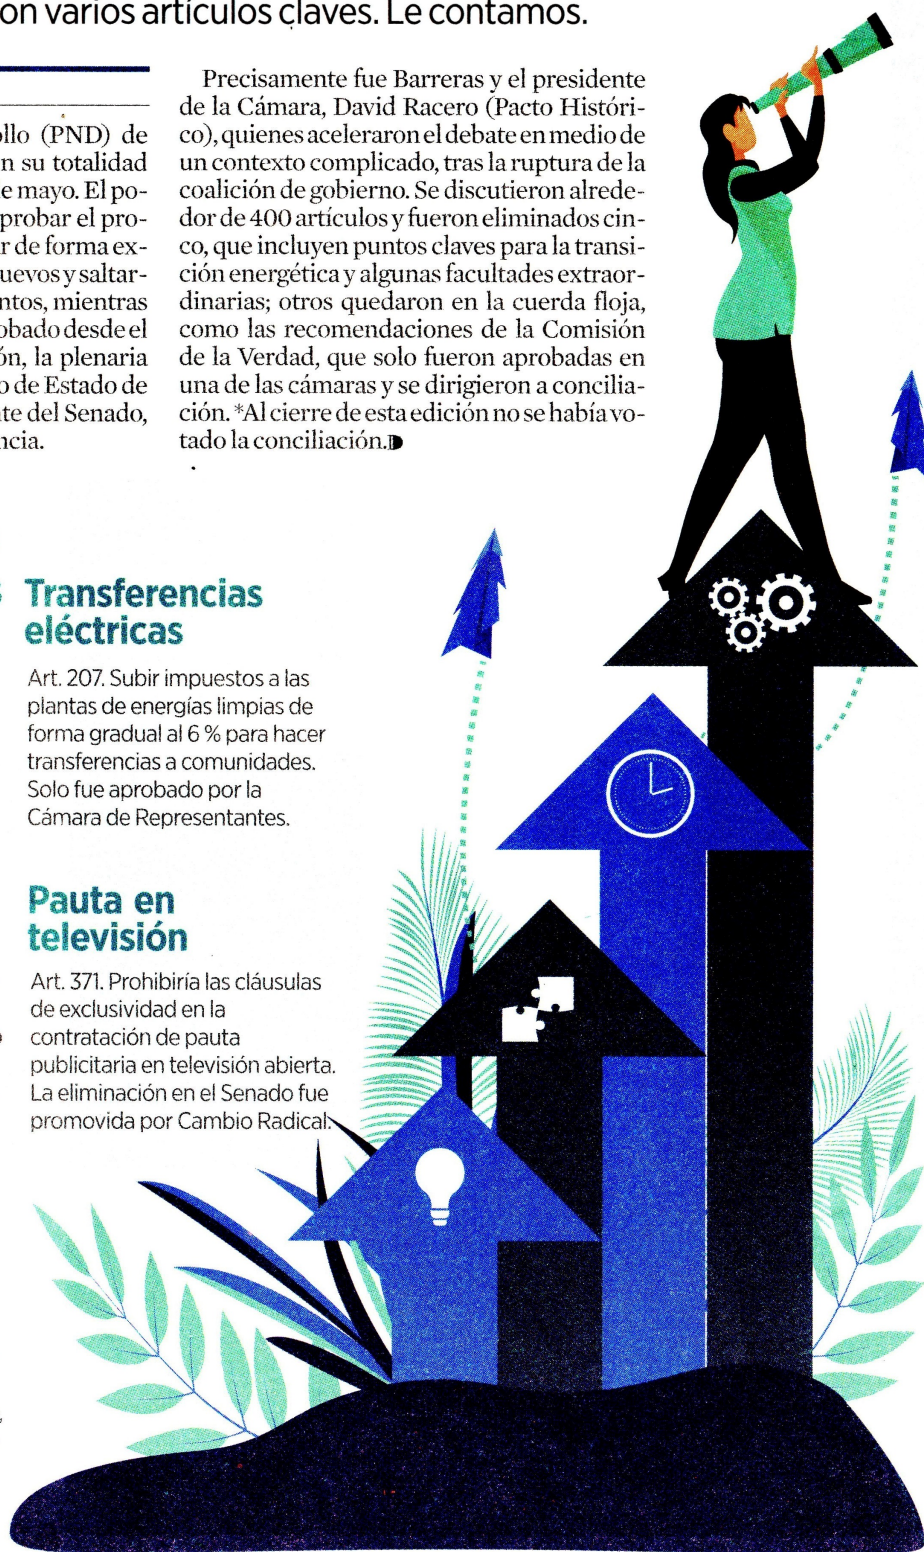 on varios artículos claves. Le contamos.
llo (PND) de
n su totalidad
e mayo. El po-
probar el pro-
r de forma ex-
uevos y saltar-
ntos, mientras
obado desde el
ón, la plenaria
o de Estado de
te del Senado,
ncia.
Precisamente fue Barreras y el presidente
de la Cámara, David Racero (Pacto Históri-
co), quienes aceleraron el debate en medio de
un contexto complicado, tras la ruptura de la
coalición de gobierno. Se discutieron alrede-
dor de 400 artículos y fueron eliminados cin-
co, que incluyen puntos claves para la transi-
ción energética y algunas facultades extraor-
dinarias; otros quedaron en la cuerda floja,
como las recomendaciones de la Comisión
de la Verdad, que solo fueron aprobadas en
una de las cámaras y se dirigieron a concilia-
ción. *Al cierre de esta edición no se había vo-
tado la conciliación.
Transferencias
eléctricas
Art. 207. Subir impuestos a las
plantas de energías limpias de
forma gradual al 6 % para hacer
transferencias a comunidades.
Solo fue aprobado por la
Cámara de Representantes.
Pauta en
televisión
Art. 371. Prohibiría las cláusulas
de exclusividad en la
contratación de pauta
publicitaria en televisión abierta.
La eliminación en el Senado fue
promovida por Cambio Radical.